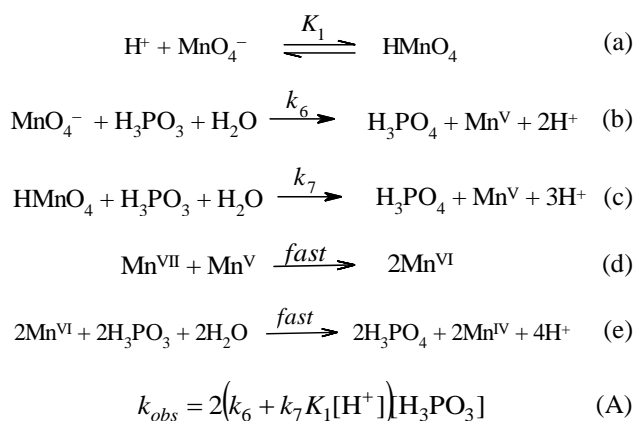 H⁺ + MnO₄⁻ ⇌ HMnO₄ (a)
K₁
MnO₄⁻ + H₃PO₃ + H₂O →k₆ H₃PO₄ + Mnⱽ + 2H⁺ (b)
HMnO₄ + H₃PO₃ + H₂O →k₇ H₃PO₄ + Mnⱽ + 3H⁺ (c)
Mnⱽᴵᴵ + Mnⱽ →fast 2Mnⱽᴵ (d)
2Mnⱽᴵ + 2H₃PO₃ + 2H₂O →fast 2H₃PO₄ + 2Mnᴵⱽ + 4H⁺ (e)
k_obs = 2(k₆ + k₇K₁[H⁺])[H₃PO₃] (A)